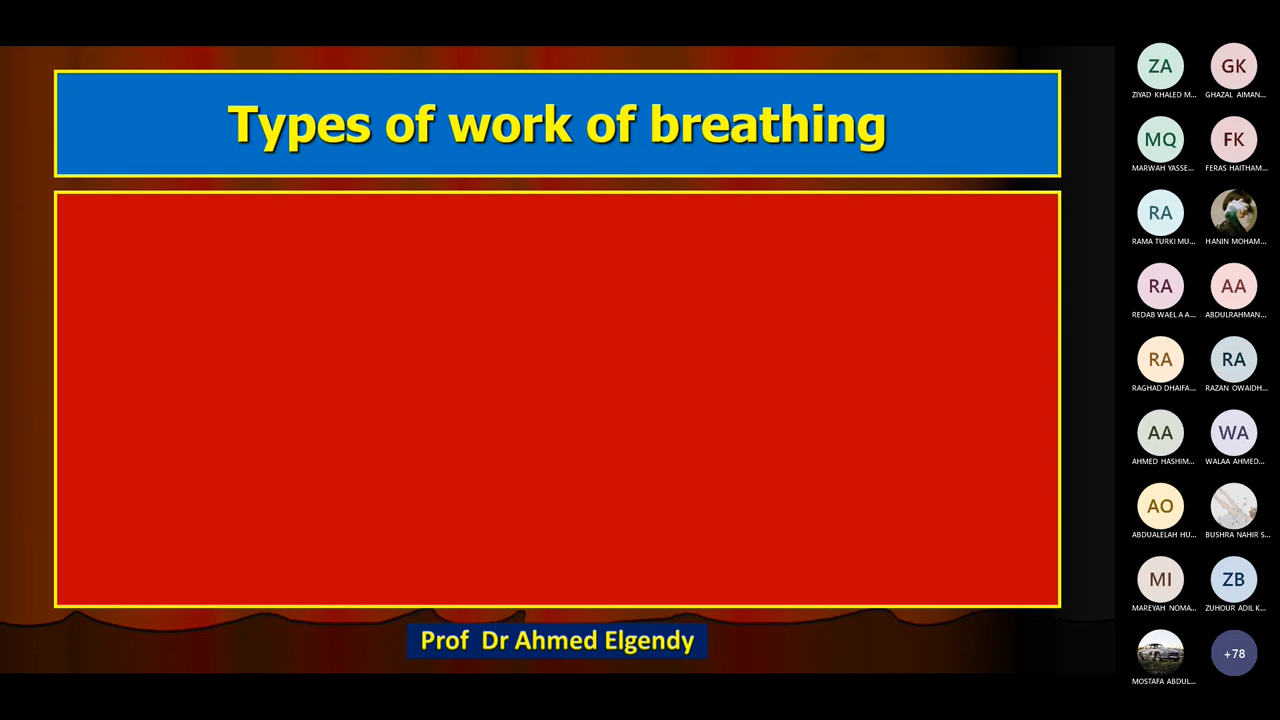 Types of work of breathing
Prof Dr Ahmed Elgendy
ZA
GK
ZIYAD KHALED M...
GHAZAL AIMAN...
MQ
FK
MARWAH YASSE...
FERAS HAITHAM...
RA
RAMA TURKI MU...
HANIN MOHAM...
RA
AA
REDAB WAEL A A...
ABDULRAHMAN...
RA
RA
RAGHAD DHAIFA...
RAZAN OWAIDH...
AA
WA
AHMED HASHIM...
WALAA AHMED...
AO
ABDUALELAH HU...
BUSHRA NAHIR S...
MI
ZB
MAREYAH NOMA...
ZUHOUR ADIL K...
+78
MOSTAFA ABDUL...